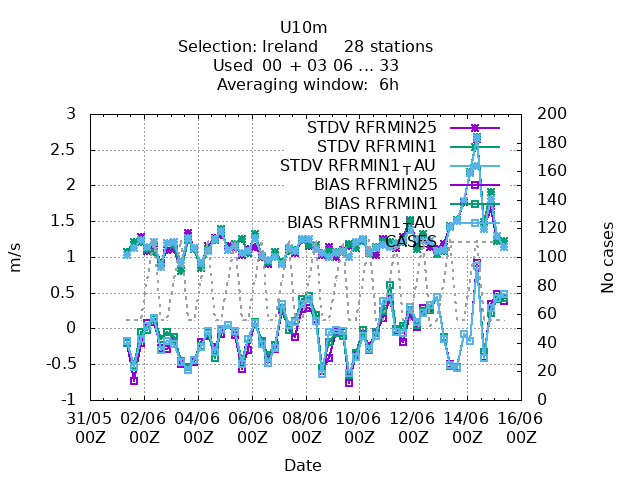 U10m
Selection: Ireland     28 stations
Used  00 + 03 06 ... 33
Averaging window:  6h
3
2.5
2
1.5
1
0.5
0
-0.5
-1
m/s
200
180
160
140
120
100
80
60
40
20
0
No cases
STDV RFRMIN25
STDV RFRMIN1
STDV RFRMIN1┬AU
BIAS RFRMIN25
BIAS RFRMIN1
BIAS RFRMIN1┬AU
CASES
31/05 02/06 04/06 06/06 08/06 10/06 12/06 14/06 16/06
00Z 00Z 00Z 00Z 00Z 00Z 00Z 00Z 00Z
Date